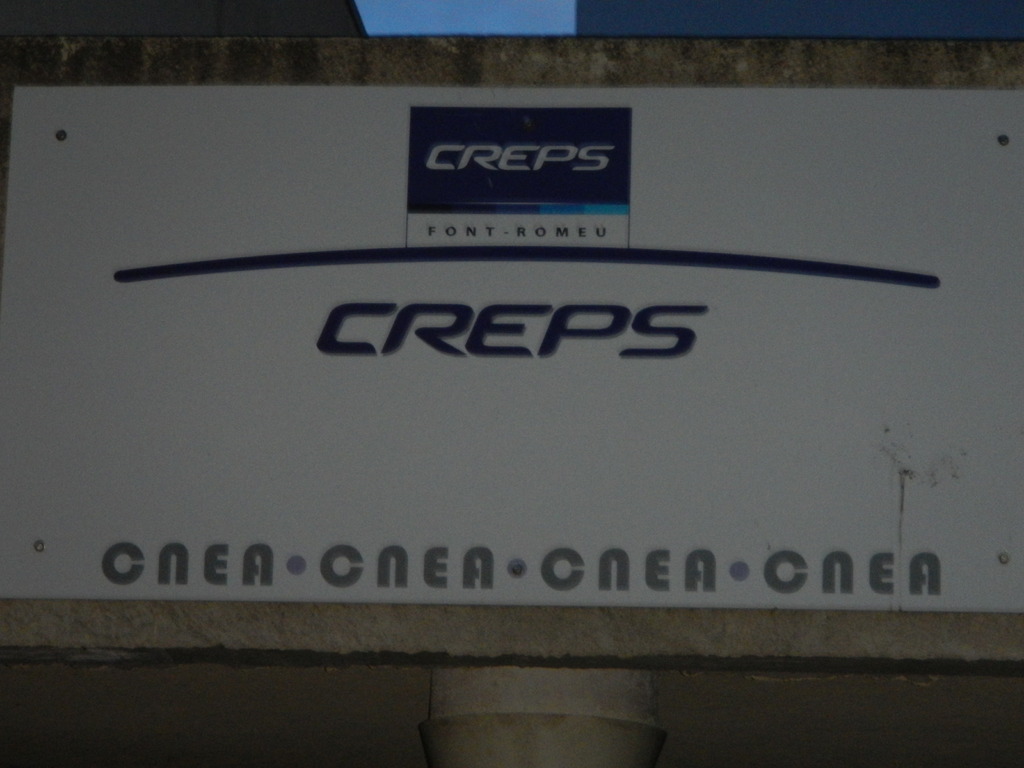 CREPS
FONT-ROMEU
CREPS
CNEA • CNEA • CNEA • CNEA